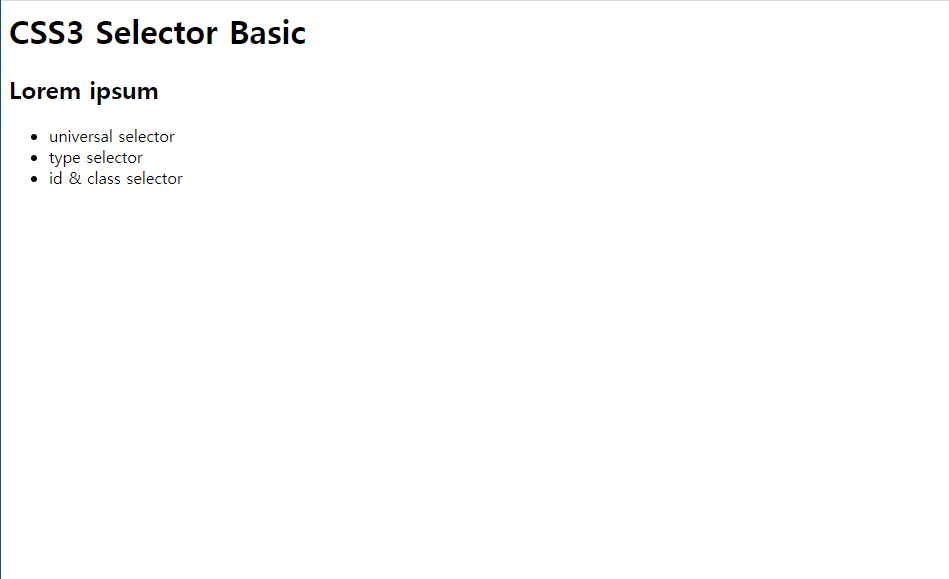 CSS3 Selector Basic
Lorem ipsum
universal selector
type selector
id & class selector